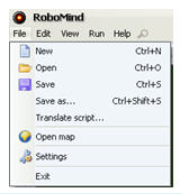 RoboMind
File Edit View Run Help
New Ctrl+N
Open Ctrl+O
Save Ctrl+S
Save as... Ctrl+Shift+S
Translate script...
Open map
Settings
Exit